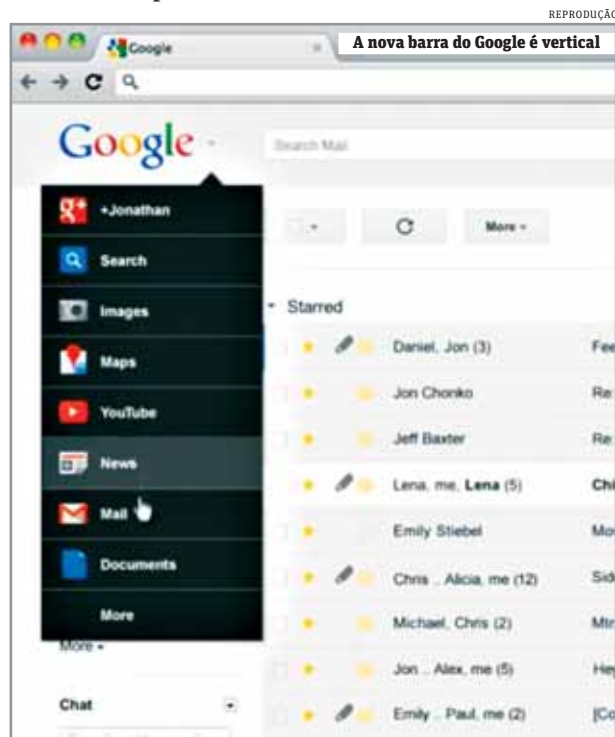 REPRODUÇÃO
Google
A nova barra do Google é vertical
Google
Search Mail
+Jonathan
Search
More
Images
Starred
Maps
Daniel, Jon (3)
YouTube
Jon Chonko
Re:
News
Jeff Baxter
Re:
Mail
Lena, me, Lena (5)
Emily Stiebel
Documents
Chris .. Alicia, me (12)
More
Michael, Chris (2)
More
Jon .. Alex, me (5)
Chat
Emily .. Paul, me (2)